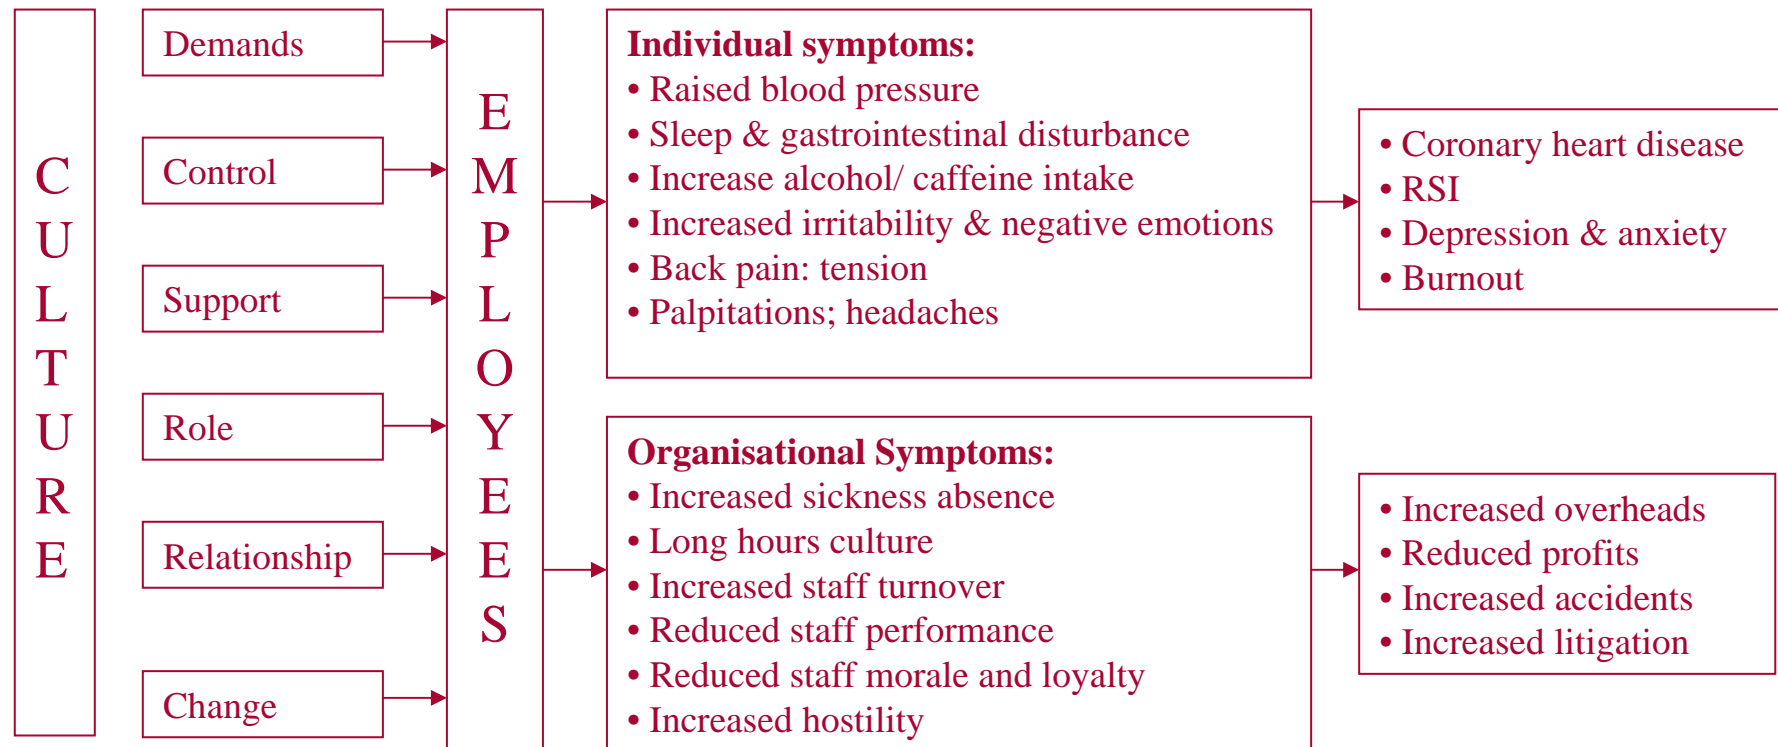 CULTURE
Demands
Control
Support
Role
Relationship
Change
EMPLOYEES
Individual symptoms:
• Raised blood pressure
• Sleep & gastrointestinal disturbance
• Increase alcohol/ caffeine intake
• Increased irritability & negative emotions
• Back pain: tension
• Palpitations; headaches
• Coronary heart disease
• RSI
• Depression & anxiety
• Burnout
Organisational Symptoms:
• Increased sickness absence
• Long hours culture
• Increased staff turnover
• Reduced staff performance
• Reduced staff morale and loyalty
• Increased hostility
• Increased overheads
• Reduced profits
• Increased accidents
• Increased litigation